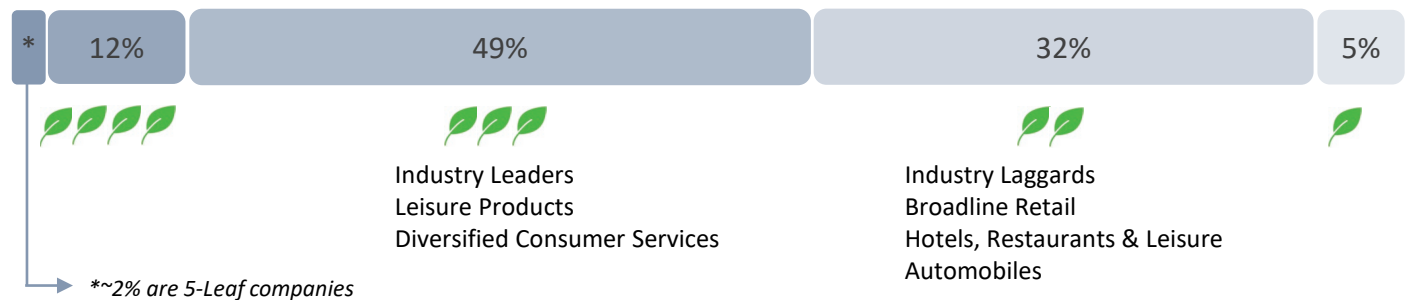 * 12% 49% 32% 5%
Industry Leaders
Leisure Products
Diversified Consumer Services
Industry Laggards
Broadline Retail
Hotels, Restaurants & Leisure
Automobiles
*~2% are 5-Leaf companies